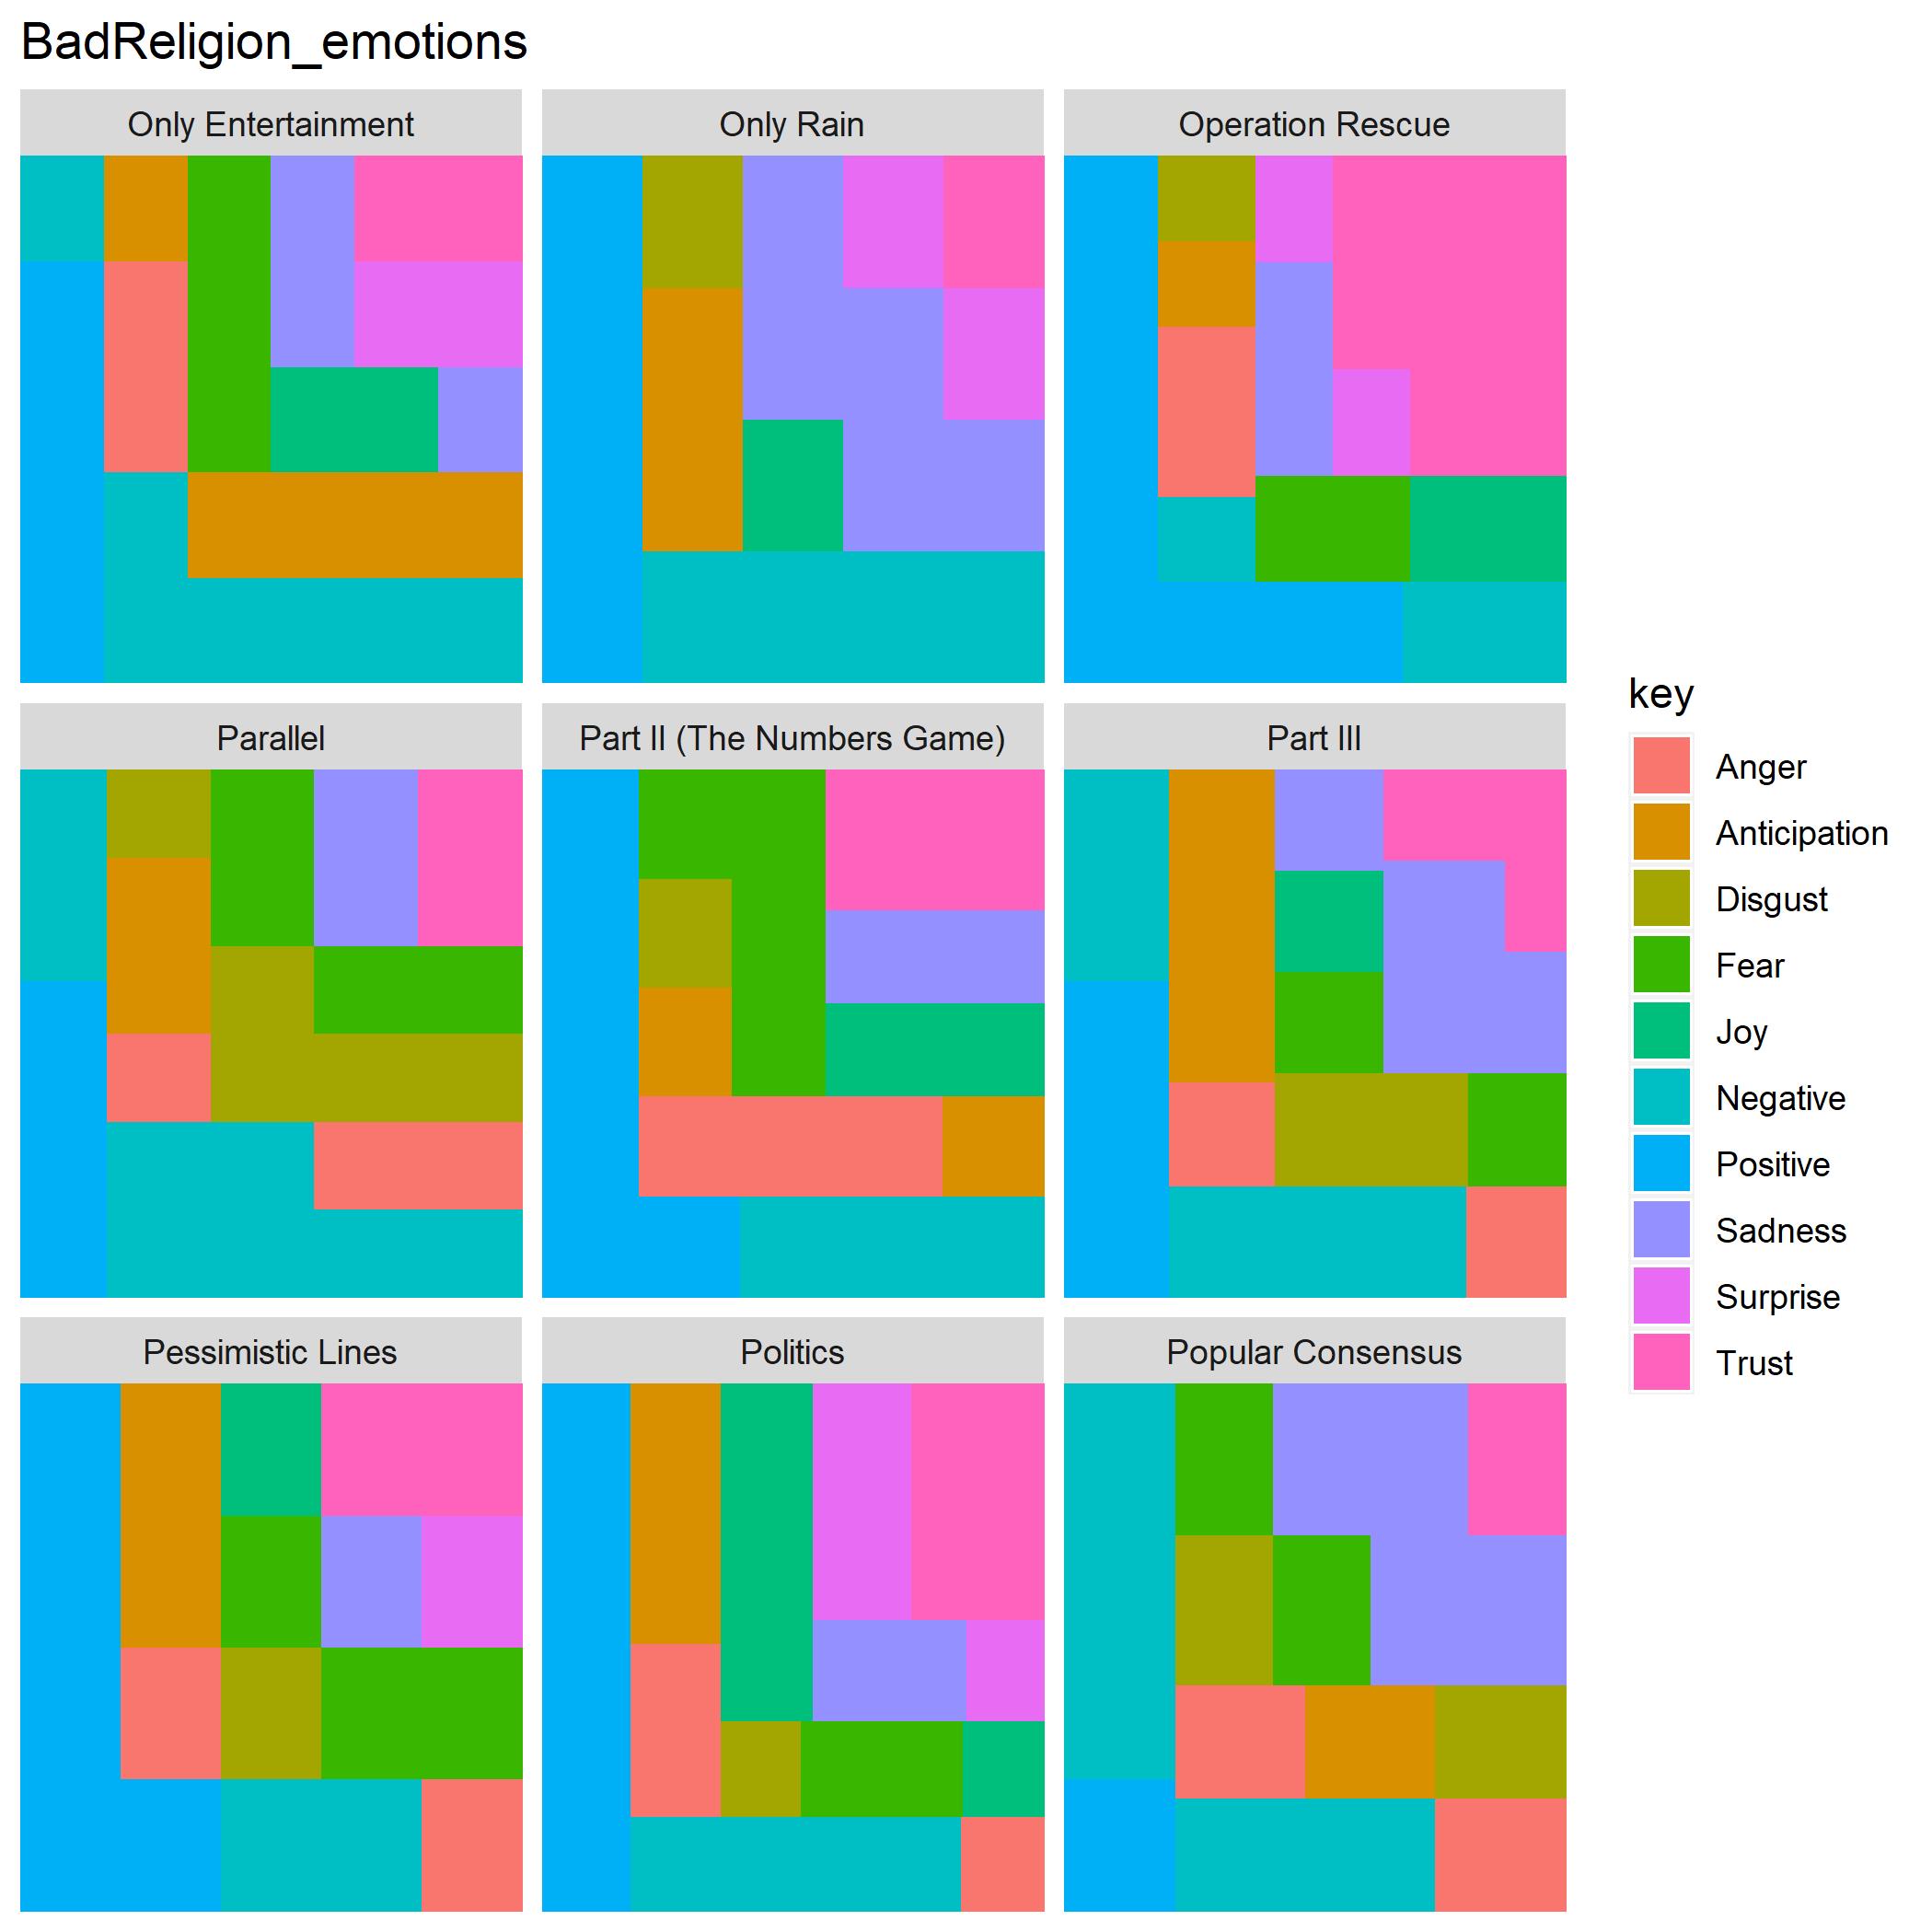 BadReligion_emotions
Only Entertainment
Only Rain
Operation Rescue
Parallel
Part II (The Numbers Game)
Part III
Pessimistic Lines
Politics
Popular Consensus
key
Anger
Anticipation
Disgust
Fear
Joy
Negative
Positive
Sadness
Surprise
Trust